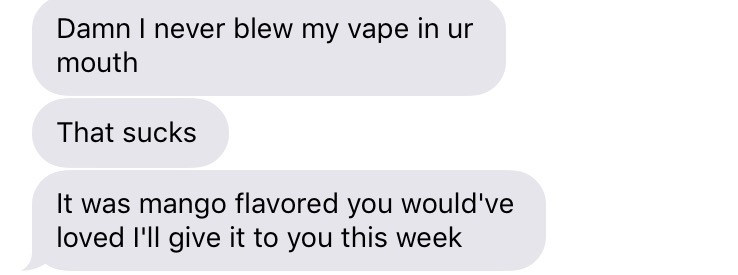 Damn I never blew my vape in ur
mouth
That sucks
It was mango flavored you would've
loved I'll give it to you this week